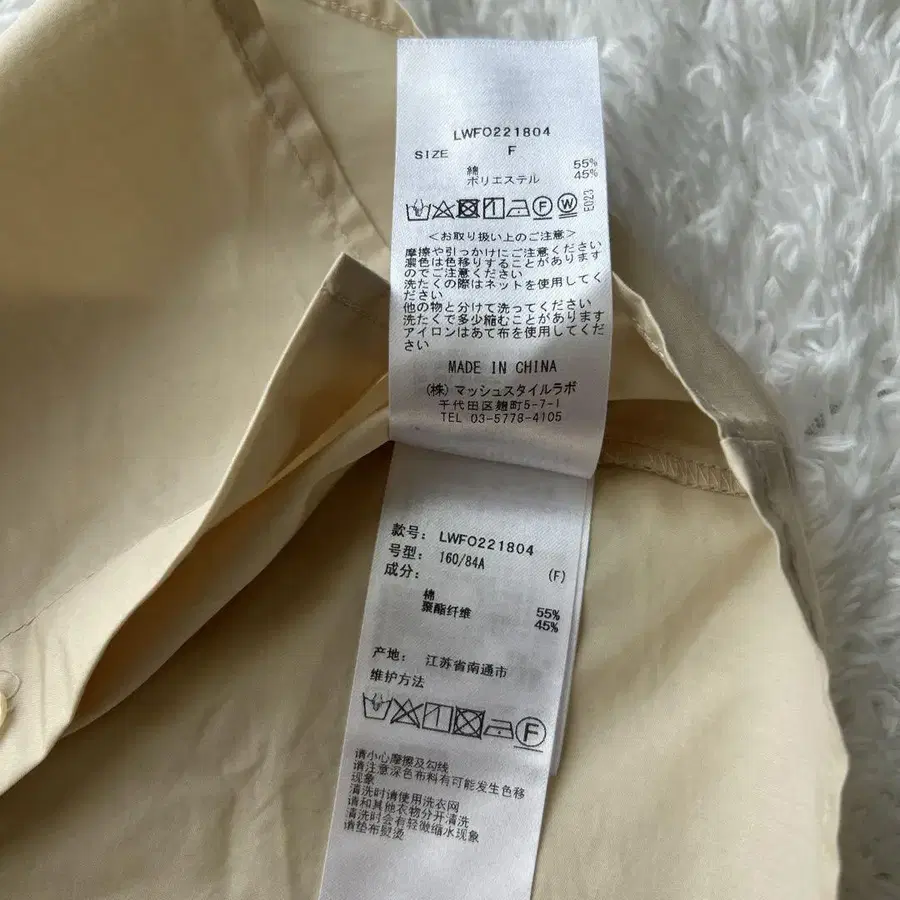 LWFO221804
SIZE F
綿 55%
ポリエステル 45%
F W
E023
<お取り扱い上のご注意>
摩擦や引っかけにご注意ください
濃色は色移りすることがあります
のでご注意ください
洗たくの際はネットを使用してく
ださい
他の物と分けて洗ってください
洗たくで多少縮むことがあります
アイロンはあて布を使用してくだ
さい
MADE IN CHINA
(株)マッシュスタイルラボ
千代田区麹町5-7-1
TEL 03-5778-4105
款号: LWFO221804
号型: 160/84A (F)
成分:
棉 55%
聚酯纤维 45%
产地: 江苏省南通市
维护方法
F
请小心摩擦及勾线
请注意深色布料有可能发生色移
现象
清洗时请使用洗衣网
请和其他衣物分开清洗
清洗时会有轻微缩水现象
请垫布熨烫